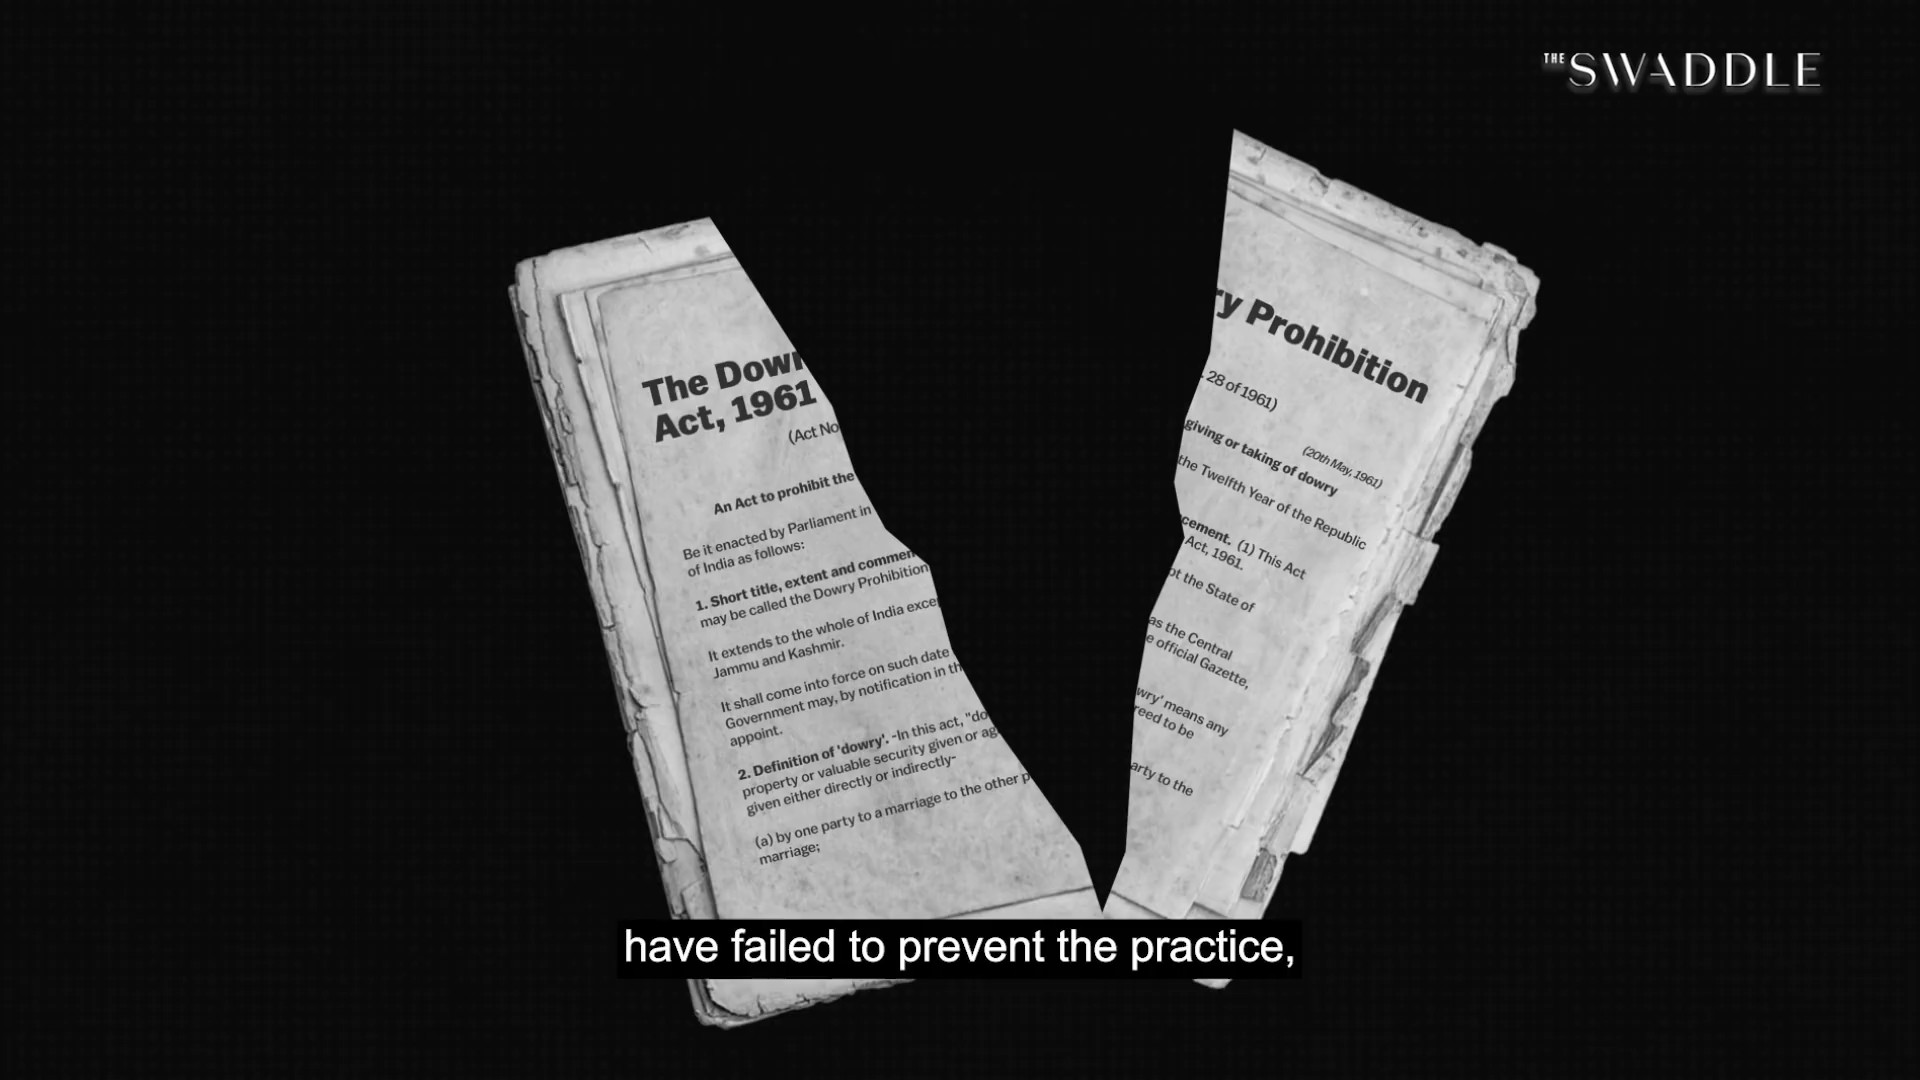 THE SWADDLE
The Dowr
Act, 1961
(Act No
An Act to prohibit the
Be it enacted by Parliament in
of India as follows:
1. Short title, extent and commen
may be called the Dowry Prohibition
It extends to the whole of India excep
Jammu and Kashmir.
It shall come into force on such date
Government may, by notification in th
appoint.
2. Definition of 'dowry'. -In this act, "do
property or valuable security given or ag
given either directly or indirectly-
(a) by one party to a marriage to the other p
marriage;
ry Prohibition
. 28 of 1961)
(20th May, 1961)
giving or taking of dowry
the Twelfth Year of the Republic
cement. (1) This Act
Act, 1961.
pt the State of
as the Central
e official Gazette,
wry' means any
reed to be
arty to the
have failed to prevent the practice,